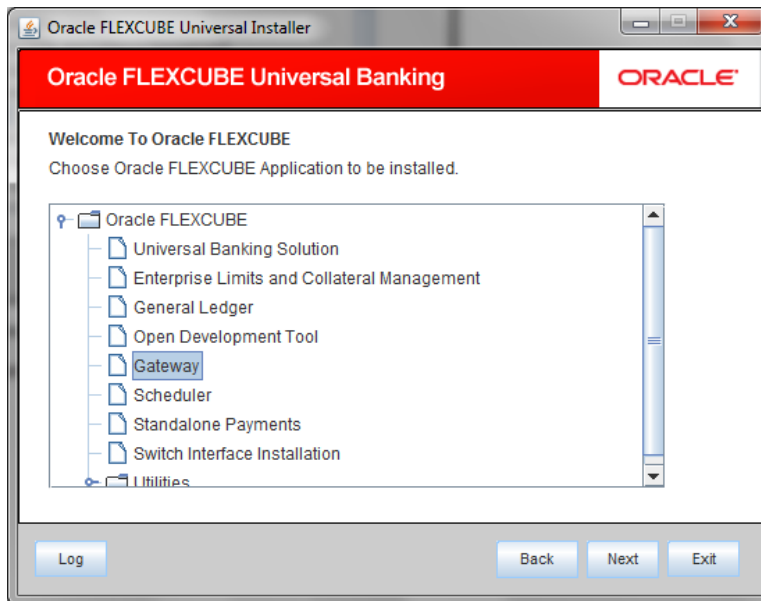 Oracle FLEXCUBE Universal Installer
Oracle FLEXCUBE Universal Banking
ORACLE
Welcome To Oracle FLEXCUBE
Choose Oracle FLEXCUBE Application to be installed.
Oracle FLEXCUBE
Universal Banking Solution
Enterprise Limits and Collateral Management
General Ledger
Open Development Tool
Gateway
Scheduler
Standalone Payments
Switch Interface Installation
Utilities
Log Back Next Exit